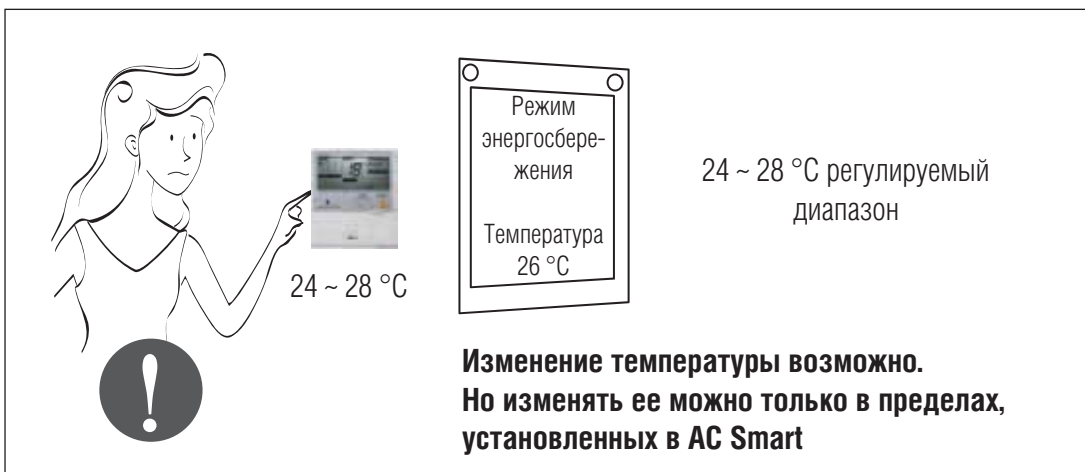 24 ~ 28 °C
Режим
энергосбере-
жения
Температура
26 °C
24 ~ 28 °C регулируемый
диапазон
Изменение температуры возможно.
Но изменять ее можно только в пределах,
установленных в AC Smart